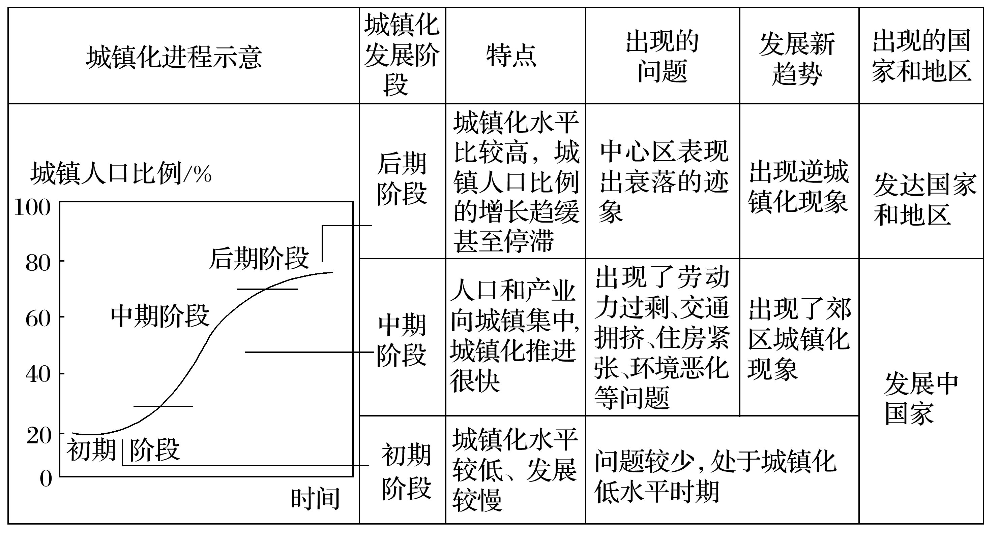 城镇化进程示意
城镇化
发展阶
段
特点
出现的
问题
发展新
趋势
出现的国
家和地区
城镇人口比例/%
100
80
60
40
20
0
后期阶段
中期阶段
初期阶段
时间
后期
阶段
城镇化水平
比较高，城
镇人口比例
的增长趋缓
甚至停滞
中心区表现
出衰落的迹
象
出现逆城
镇化现象
发达国家
和地区
中期
阶段
人口和产业
向城镇集中,
城镇化推进
很快
出现了劳动
力过剩、交通
拥挤、住房紧
张、环境恶化
等问题
出现了郊
区城镇化
现象
发展中
国家
初期
阶段
城镇化水平
较低、发展
较慢
问题较少,处于城镇化
低水平时期